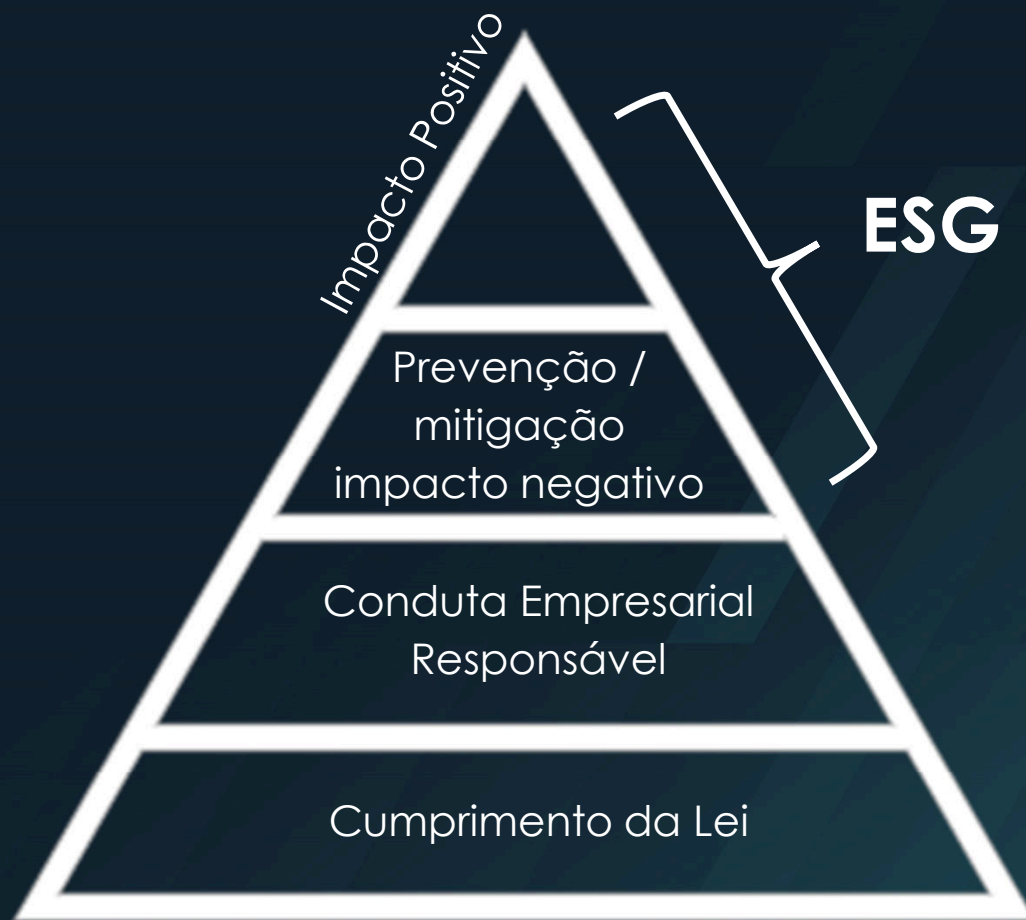 Impacto Positivo
ESG
Prevenção /
mitigação
impacto negativo
Conduta Empresarial
Responsável
Cumprimento da Lei